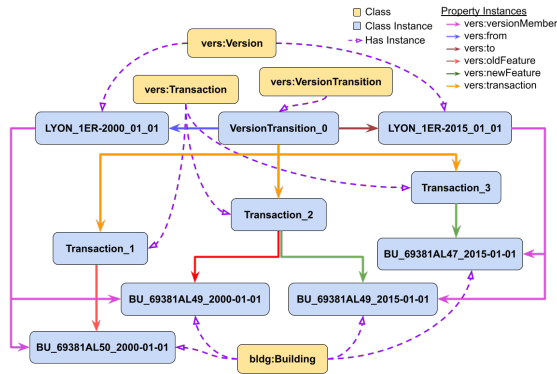 Class
Class Instance
Has Instance
Property Instances
vers:versionMember
vers:from
vers:to
vers:oldFeature
vers:newFeature
vers:transaction
vers:Version
vers:Transaction
vers:VersionTransition
LYON_1ER-2000_01_01
VersionTransition_0
LYON_1ER-2015_01_01
Transaction_3
Transaction_2
Transaction_1
BU_69381AL47_2015-01-01
BU_69381AL49_2000-01-01
BU_69381AL49_2015-01-01
BU_69381AL50_2000-01-01
bldg:Building